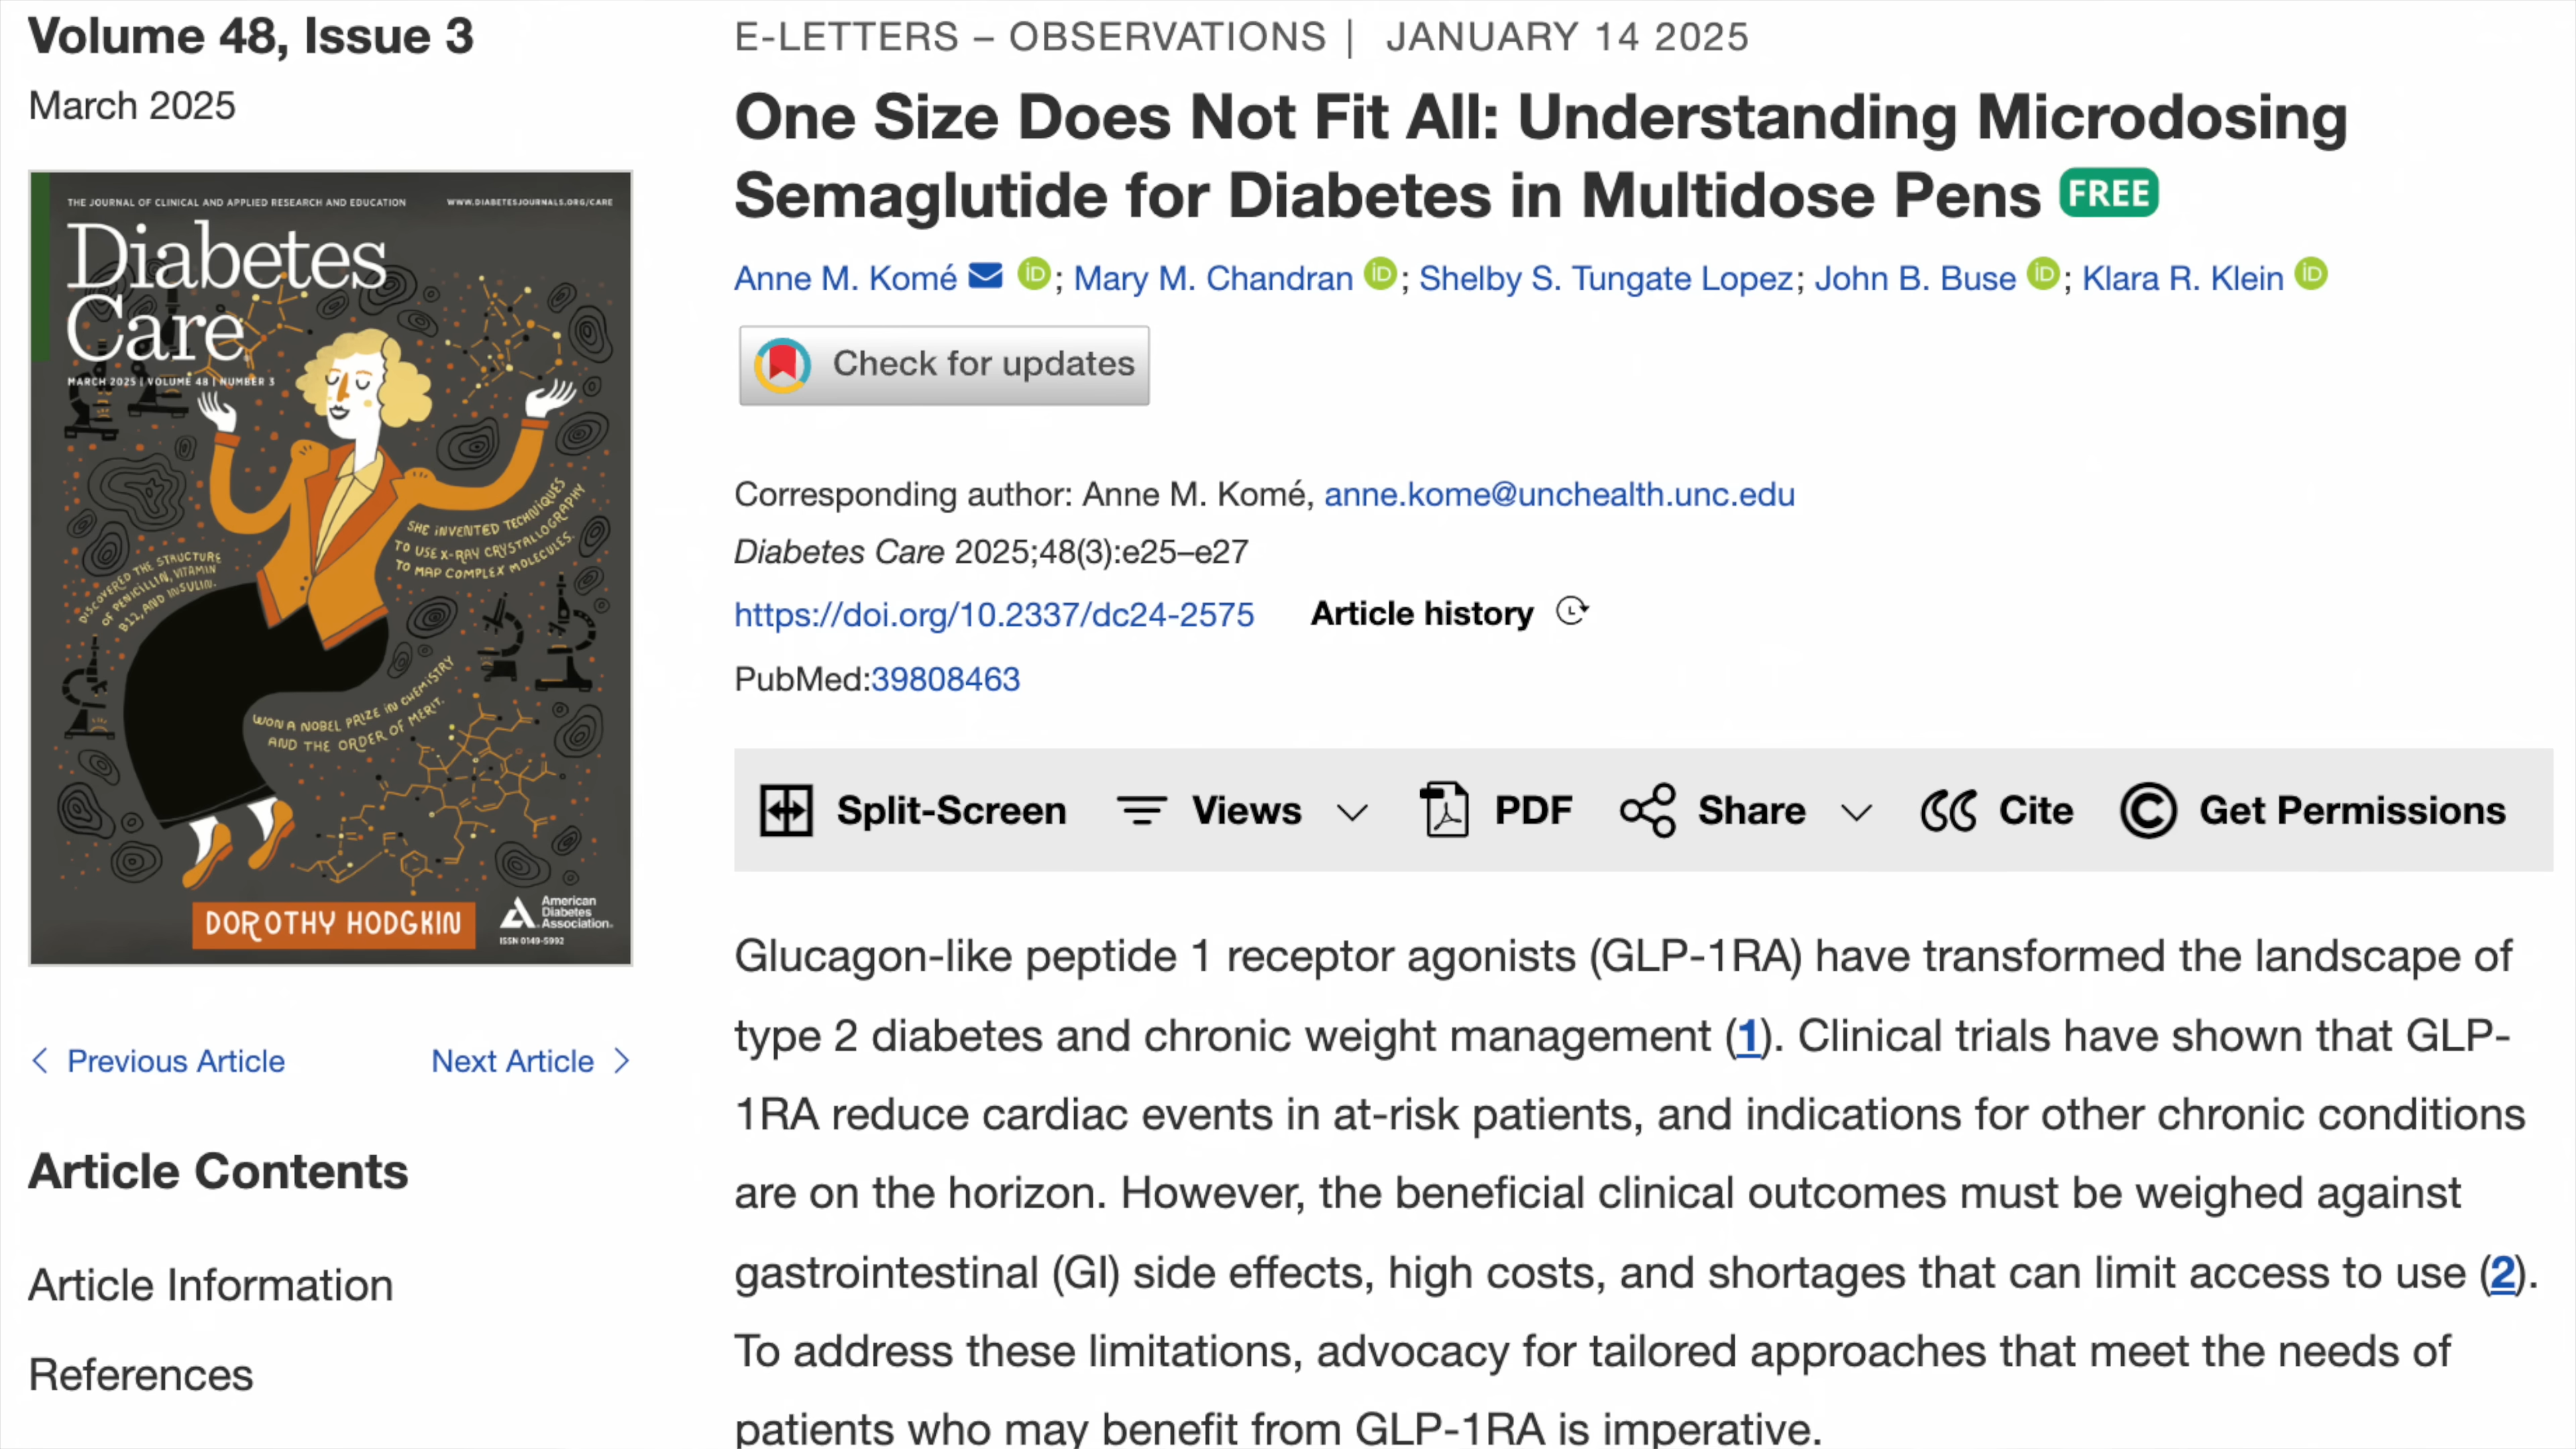 Volume 48, Issue 3
March 2025
THE JOURNAL OF CLINICAL AND APPLIED RESEARCH AND EDUCATION
WWW.DIABETESJOURNALS.ORG/CARE
Diabetes
Care
MARCH 2025 | VOLUME 48 | NUMBER 3
SHE INVENTED TECHNIQUES
TO USE X-RAY CRYSTALLOGRAPHY
TO MAP COMPLEX MOLECULES.
DISCOVERED THE STRUCTURE
OF PENICILLIN, VITAMIN
B12, AND INSULIN.
WON A NOBEL PRIZE IN CHEMISTRY
AND THE ORDER OF MERIT.
DOROTHY HODGKIN
American
Diabetes
Association.
ISSN 0149-5992
Previous Article
Next Article
Article Contents
Article Information
References
E-LETTERS – OBSERVATIONS | JANUARY 14 2025
One Size Does Not Fit All: Understanding Microdosing
Semaglutide for Diabetes in Multidose Pens FREE
Anne M. Komé iD; Mary M. Chandran iD; Shelby S. Tungate Lopez; John B. Buse iD; Klara R. Klein iD
Check for updates
Corresponding author: Anne M. Komé, anne.kome@unchealth.unc.edu
Diabetes Care 2025;48(3):e25–e27
https://doi.org/10.2337/dc24-2575 Article history
PubMed:39808463
Split-Screen Views PDF Share Cite Get Permissions
Glucagon-like peptide 1 receptor agonists (GLP-1RA) have transformed the landscape of
type 2 diabetes and chronic weight management (1). Clinical trials have shown that GLP-
1RA reduce cardiac events in at-risk patients, and indications for other chronic conditions
are on the horizon. However, the beneficial clinical outcomes must be weighed against
gastrointestinal (GI) side effects, high costs, and shortages that can limit access to use (2).
To address these limitations, advocacy for tailored approaches that meet the needs of
patients who may benefit from GLP-1RA is imperative.